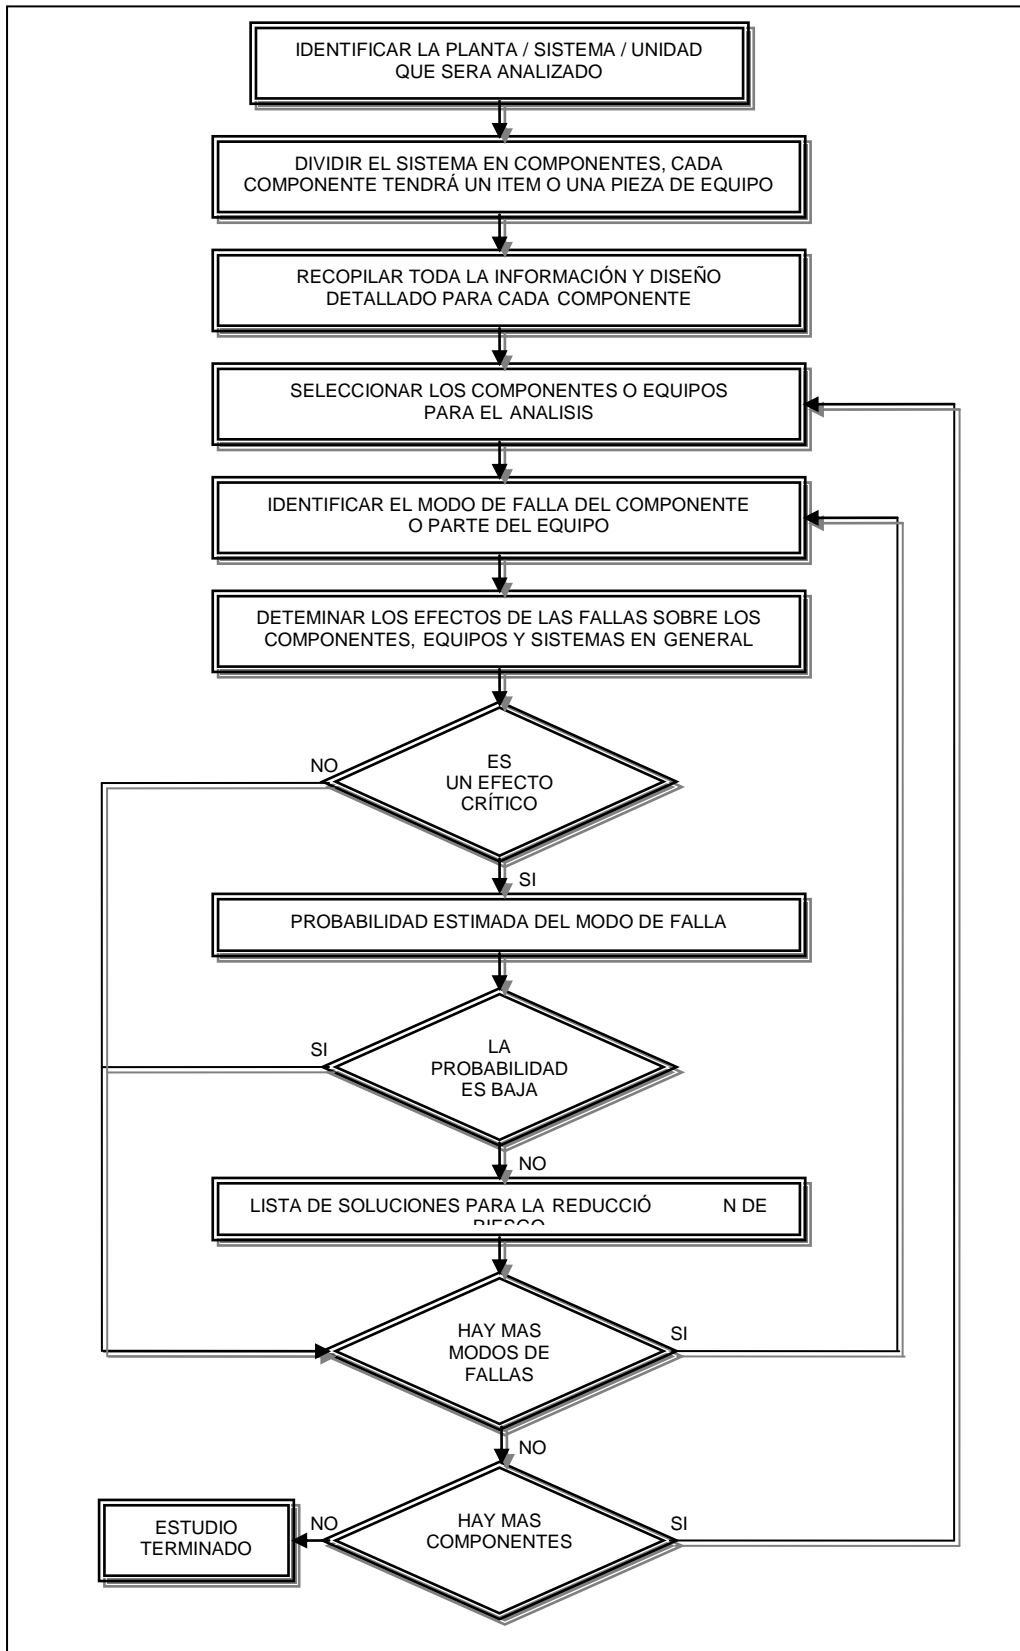 IDENTIFICAR LA PLANTA / SISTEMA / UNIDAD
QUE SERA ANALIZADO
DIVIDIR EL SISTEMA EN COMPONENTES, CADA
COMPONENTE TENDRÁ UN ITEM O UNA PIEZA DE EQUIPO
RECOPILAR TODA LA INFORMACIÓN Y DISEÑO
DETALLADO PARA CADA COMPONENTE
SELECCIONAR LOS COMPONENTES O EQUIPOS
PARA EL ANALISIS
IDENTIFICAR EL MODO DE FALLA DEL COMPONENTE
O PARTE DEL EQUIPO
DETEMINAR LOS EFECTOS DE LAS FALLAS SOBRE LOS
COMPONENTES, EQUIPOS Y SISTEMAS EN GENERAL
NO
ES
UN EFECTO
CRÍTICO
SI
PROBABILIDAD ESTIMADA DEL MODO DE FALLA
SI
LA
PROBABILIDAD
ES BAJA
NO
LISTA DE SOLUCIONES PARA LA REDUCCIÓ N DE
RIESGO
HAY MAS
MODOS DE
FALLAS
SI
NO
HAY MAS
COMPONENTES
SI
NO
ESTUDIO
TERMINADO